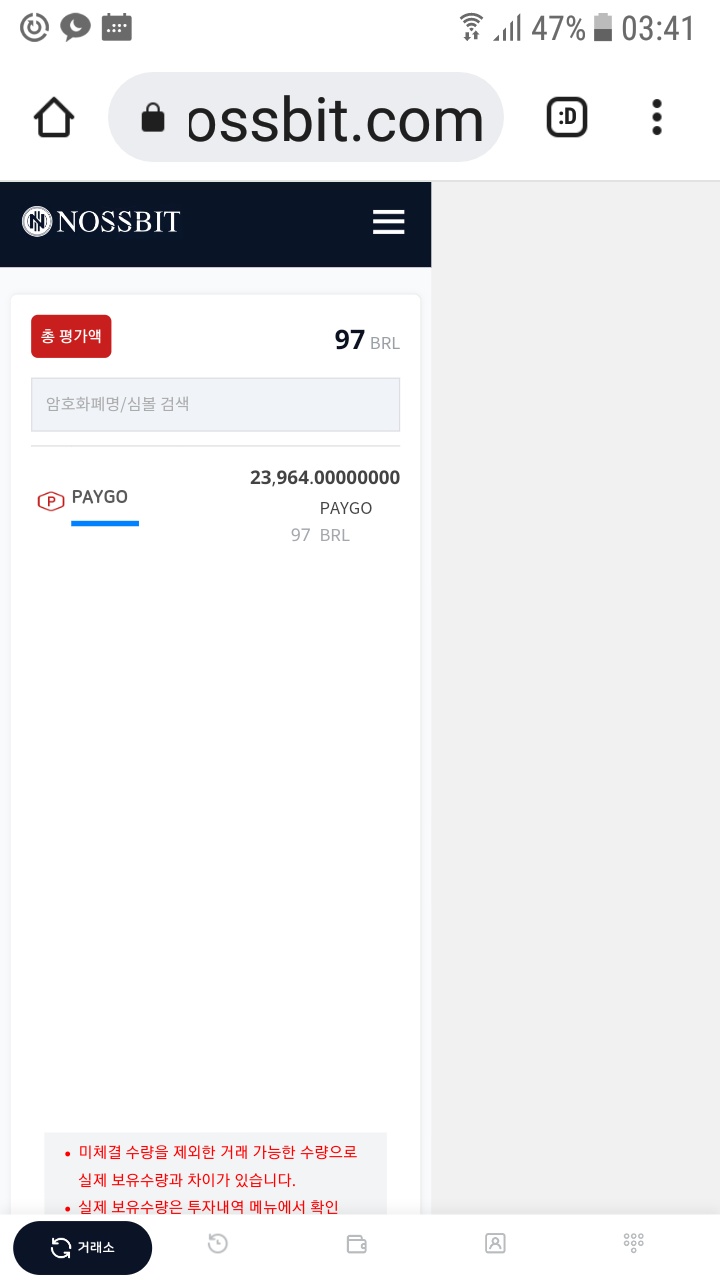 47% 03:41
ossbit.com :D
NOSSBIT
총 평가액 97 BRL
암호화폐명/심볼 검색
23,964.00000000
P PAYGO
PAYGO
97 BRL
• 미체결 수량을 제외한 거래 가능한 수량으로
실제 보유수량과 차이가 있습니다.
• 실제 보유수량은 투자내역 메뉴에서 확인
거래소